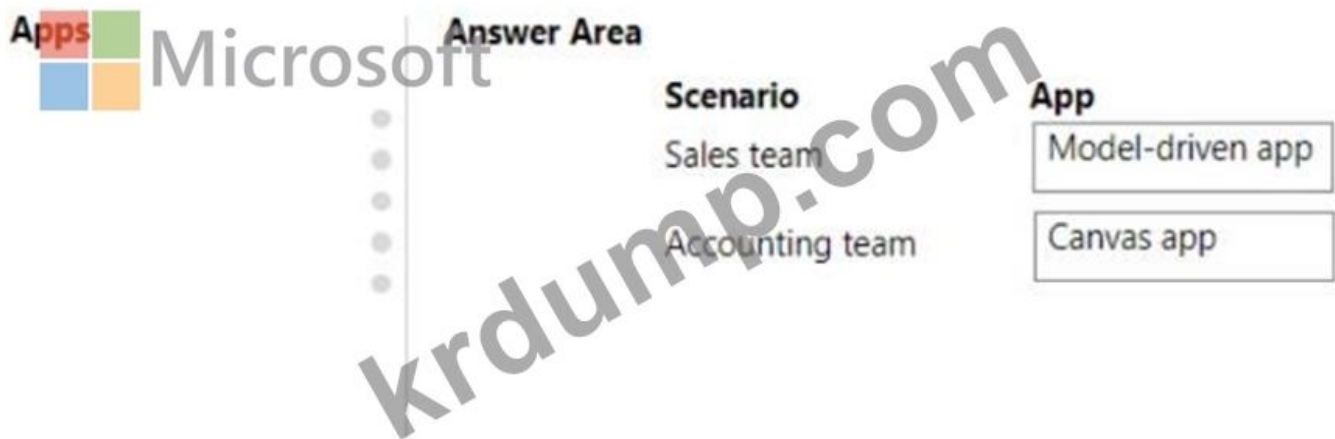 Apps
Microsoft
Answer Area
Scenario
App
Sales team
Model-driven app
Accounting team
Canvas app
krdump.com